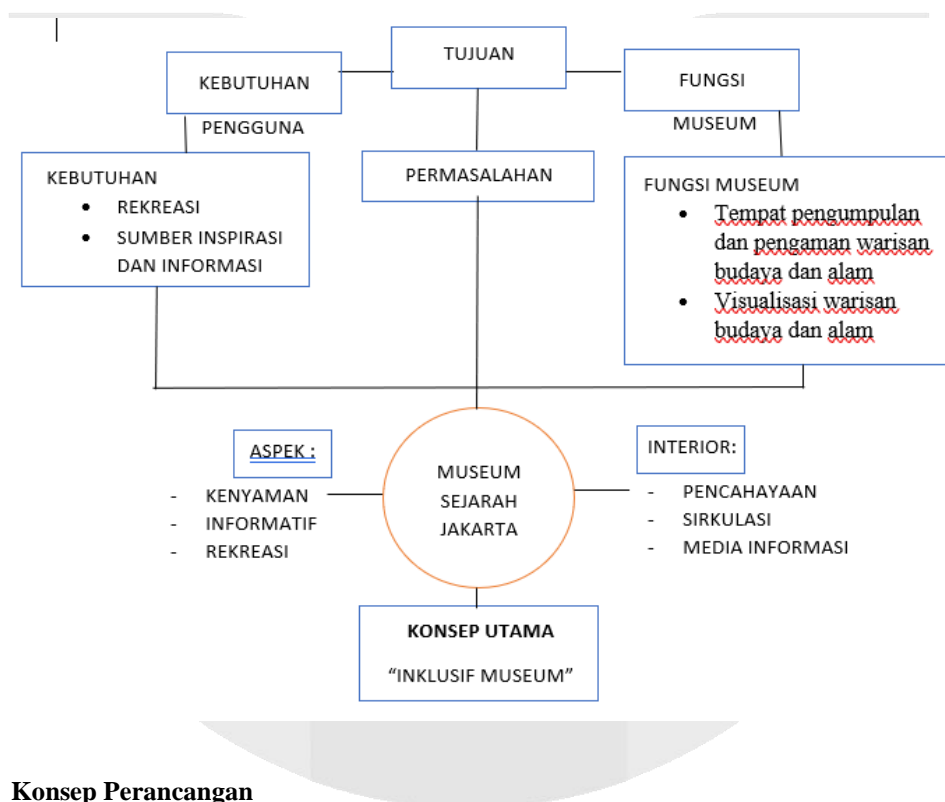 TUJUAN
KEBUTUHAN
PENGGUNA
FUNGSI
MUSEUM
KEBUTUHAN
• REKREASI
• SUMBER INSPIRASI
DAN INFORMASI
PERMASALAHAN
FUNGSI MUSEUM
• Tempat pengumpulan
dan pengaman warisan
budaya dan alam
• Visualisasi warisan
budaya dan alam
ASPEK :
- KENYAMAN
- INFORMATIF
- REKREASI
MUSEUM
SEJARAH
JAKARTA
INTERIOR:
- PENCAHAYAAN
- SIRKULASI
- MEDIA INFORMASI
KONSEP UTAMA
“INKLUSIF MUSEUM”
Konsep Perancangan